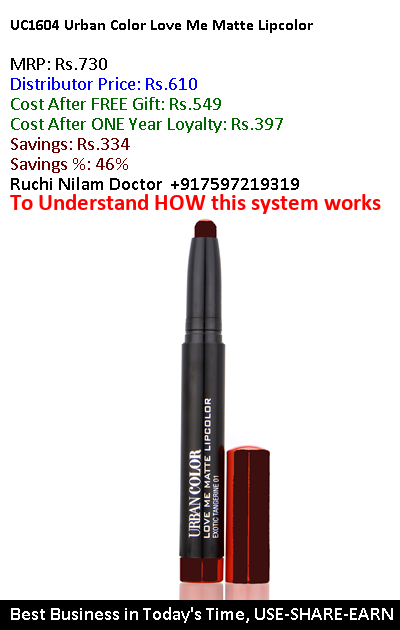 UC1604 Urban Color Love Me Matte Lipcolor
MRP: Rs.730
Distributor Price: Rs.610
Cost After FREE Gift: Rs.549
Cost After ONE Year Loyalty: Rs.397
Savings: Rs.334
Savings %: 46%
Ruchi Nilam Doctor +917597219319
To Understand HOW this system works
URBAN COLOR
LOVE ME MATTE LIPCOLOR
EXOTIC TANGERINE 01
Best Business in Today's Time, USE-SHARE-EARN